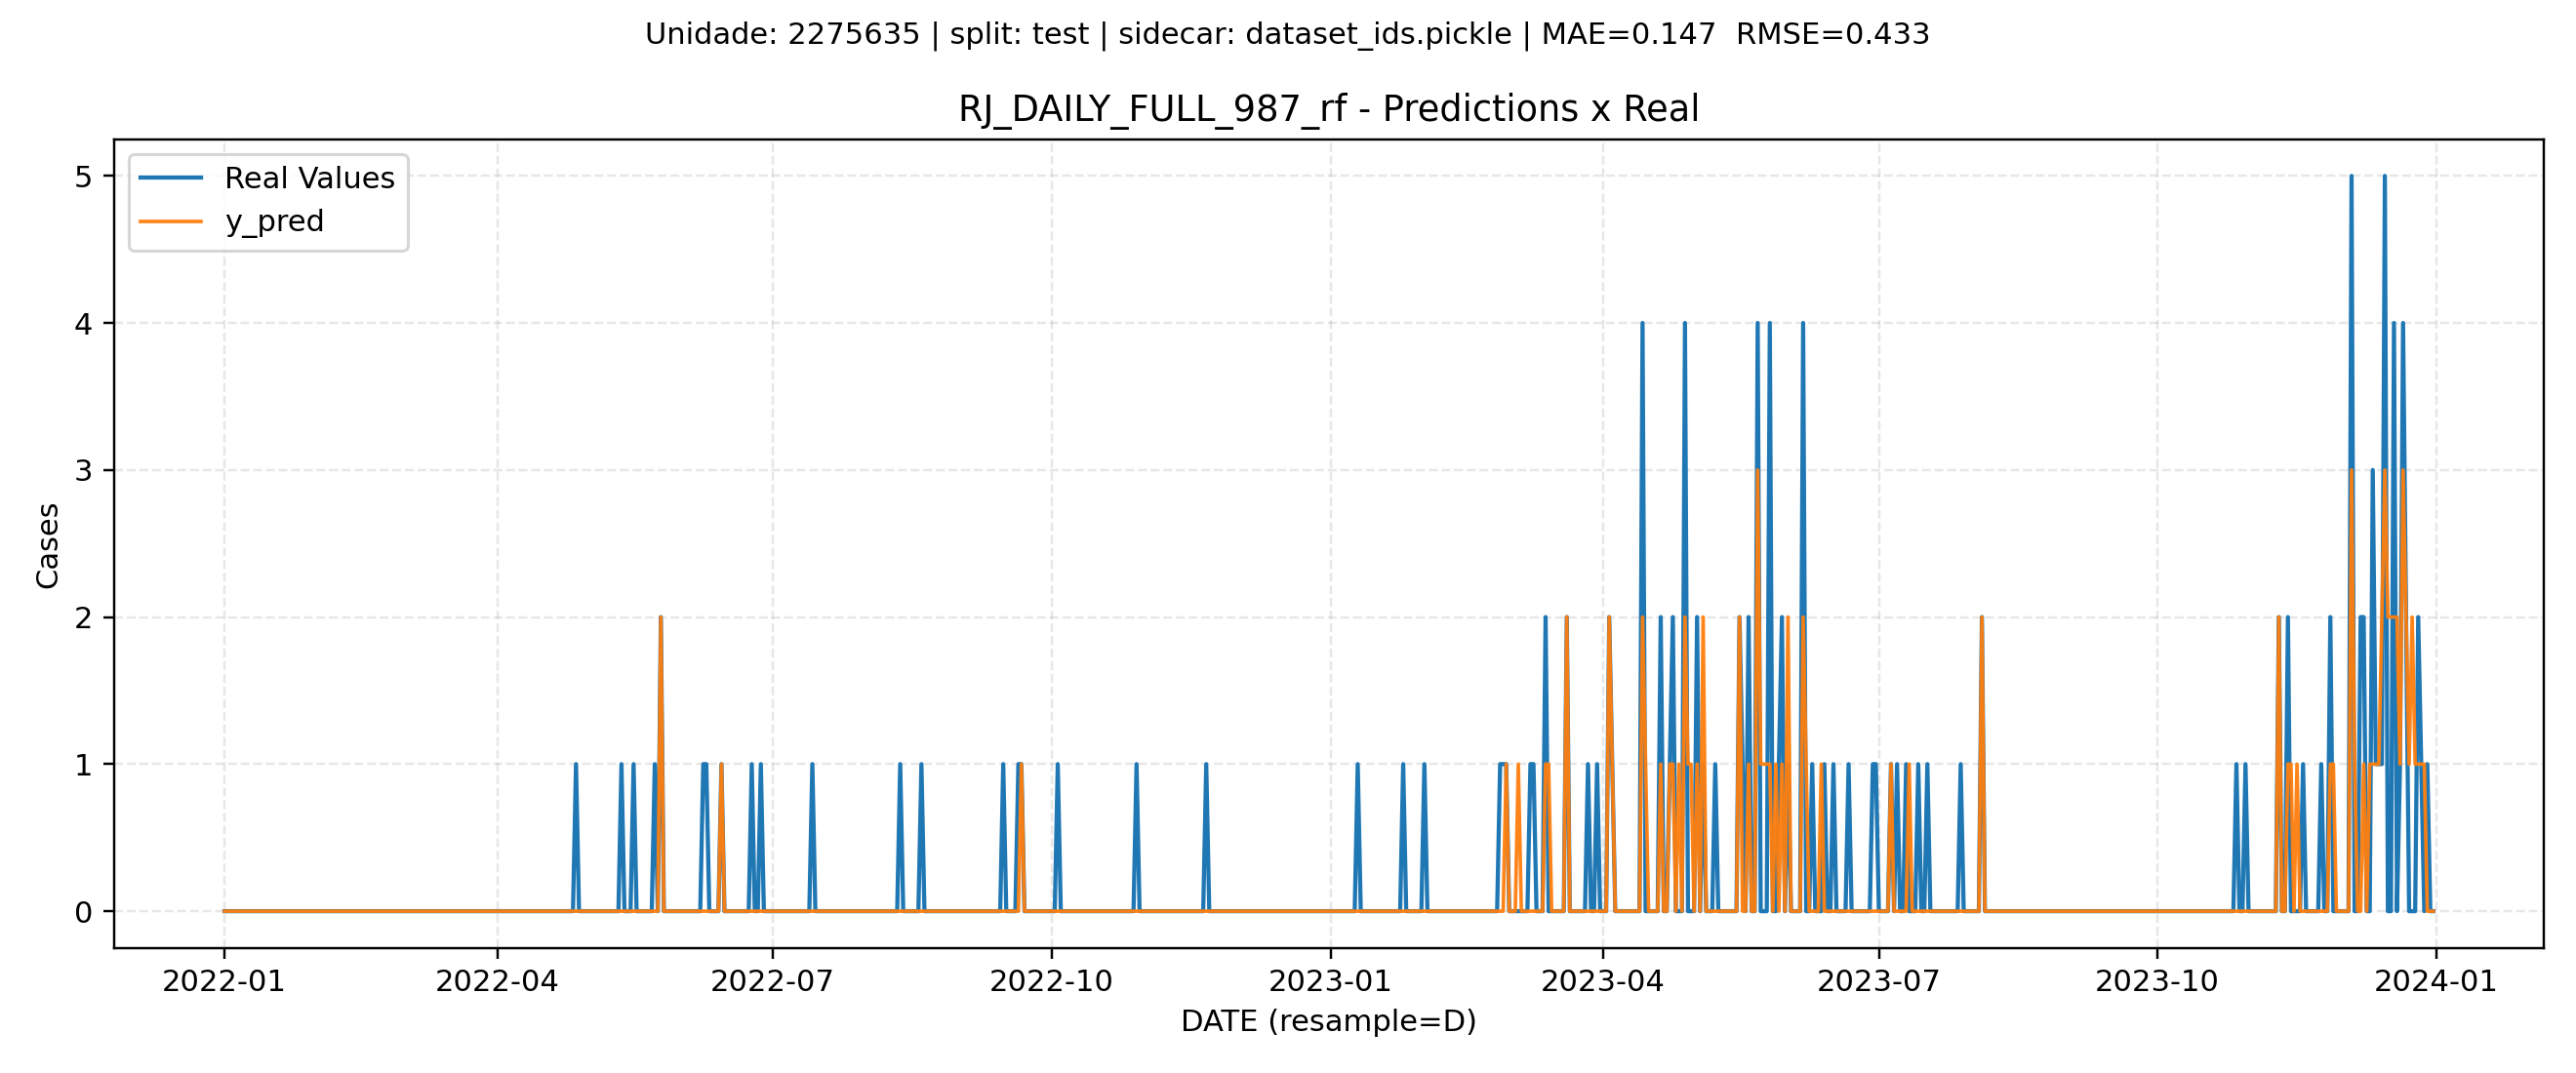 Unidade: 2275635 | split: test | sidecar: dataset_ids.pickle | MAE=0.147  RMSE=0.433
RJ_DAILY_FULL_987_rf - Predictions x Real
Real Values
y_pred
5
4
3
2
1
0
Cases
2022-01
2022-04
2022-07
2022-10
2023-01
2023-04
2023-07
2023-10
2024-01
DATE (resample=D)